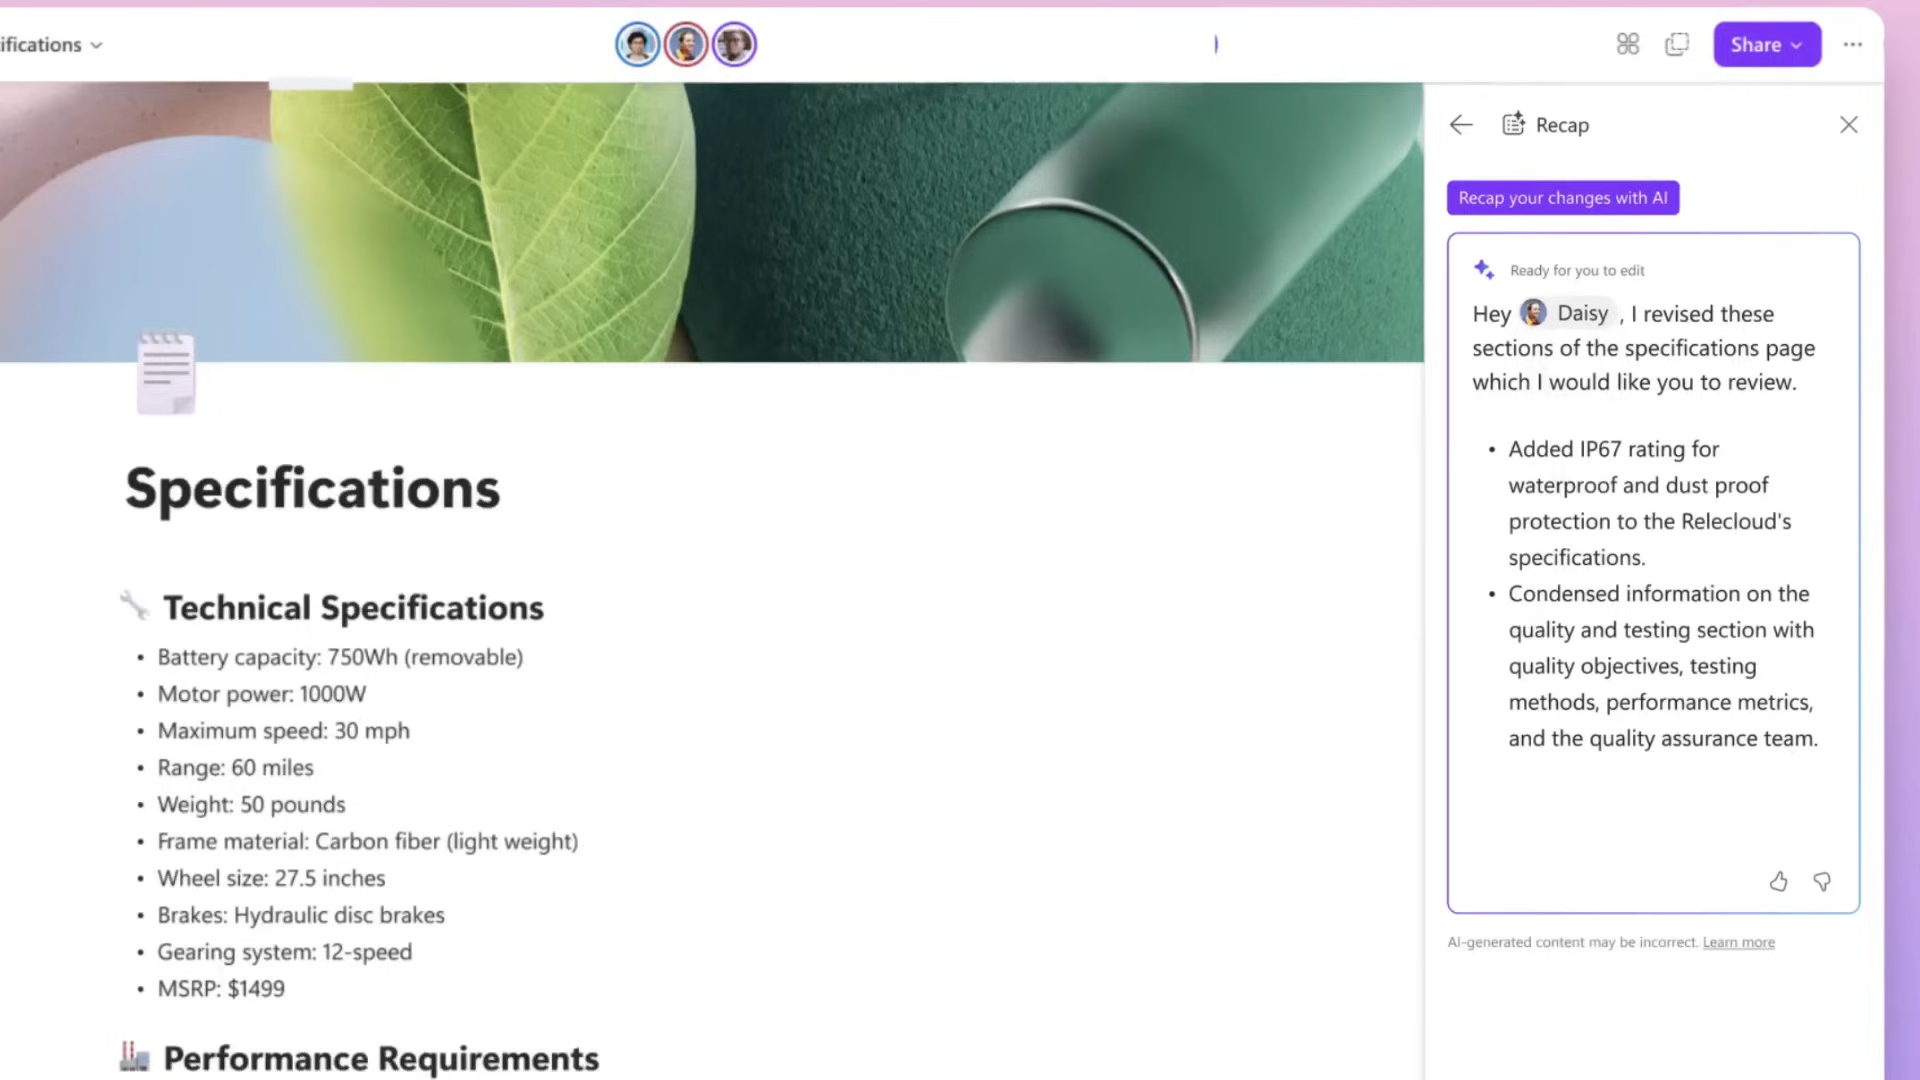 ifications
Share
Recap
Recap your changes with AI
Ready for you to edit
Hey Daisy , I revised these
sections of the specifications page
which I would like you to review.
• Added IP67 rating for
waterproof and dust proof
protection to the Relecloud's
specifications.
• Condensed information on the
quality and testing section with
quality objectives, testing
methods, performance metrics,
and the quality assurance team.
AI-generated content may be incorrect. Learn more
Specifications
Technical Specifications
• Battery capacity: 750Wh (removable)
• Motor power: 1000W
• Maximum speed: 30 mph
• Range: 60 miles
• Weight: 50 pounds
• Frame material: Carbon fiber (light weight)
• Wheel size: 27.5 inches
• Brakes: Hydraulic disc brakes
• Gearing system: 12-speed
• MSRP: $1499
Performance Requirements